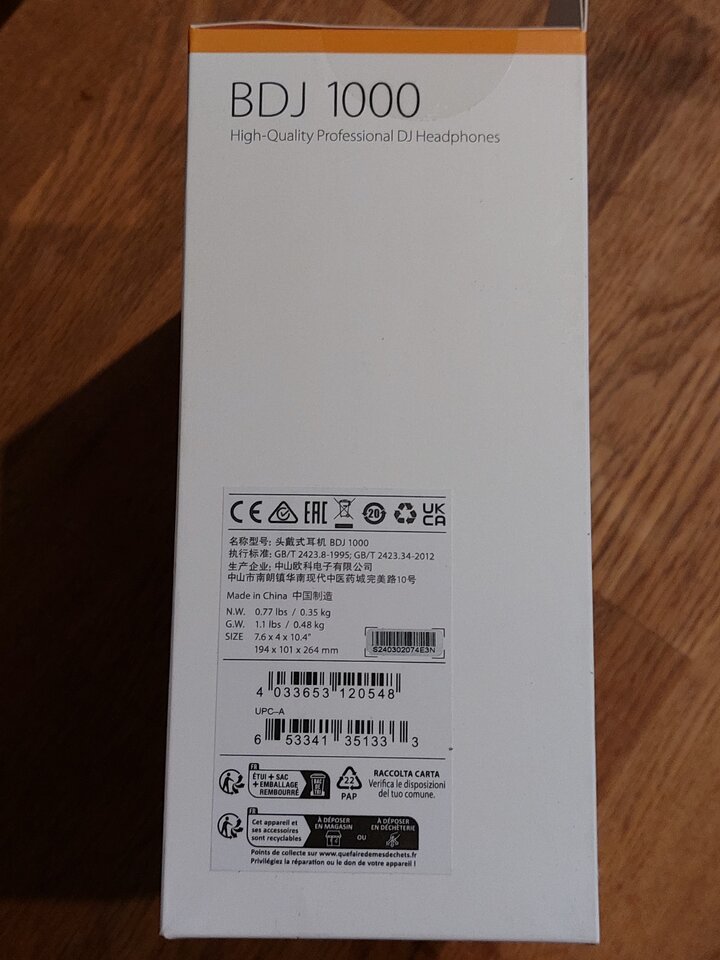 BDJ 1000
High-Quality Professional DJ Headphones
CE EAC 20 UK
CA
名称型号: 头戴式耳机 BDJ 1000
执行标准: GB/T 2423.8-1995; GB/T 2423.34-2012
生产企业: 中山欧科电子有限公司
中山市南朗镇华南现代中医药城完美路10号
Made in China 中国制造
N.W. 0.77 lbs / 0.35 kg
G.W. 1.1 lbs / 0.48 kg
SIZE 7.6 x 4 x 10.4"
194 x 101 x 264 mm
S240302074E3N
4 033653 120548
UPC-A
6 53341 35133 3
FR
ÉTUI + SAC
+ EMBALLAGE
REMBOURRÉ
BAC
DE
TRI
22
PAP
RACCOLTA CARTA
Verifica le disposizioni
del tuo comune.
FR
Cet appareil et
ses accessoires
sont recyclables
À DÉPOSER
EN MAGASIN
OU
À DÉPOSER
EN DÉCHÈTERIE
Points de collecte sur www.quefairedemesdechets.fr
Privilégiez la réparation ou le don de votre appareil !